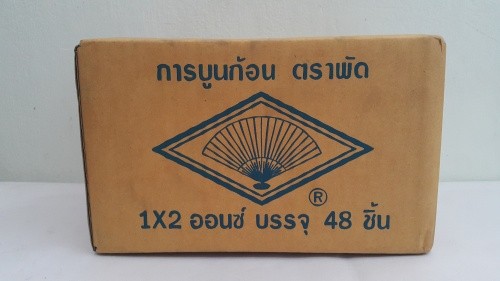 การบูนก้อน ตราพัด
®
1X2 ออนซ์ บรรจุ 48 ชิ้น